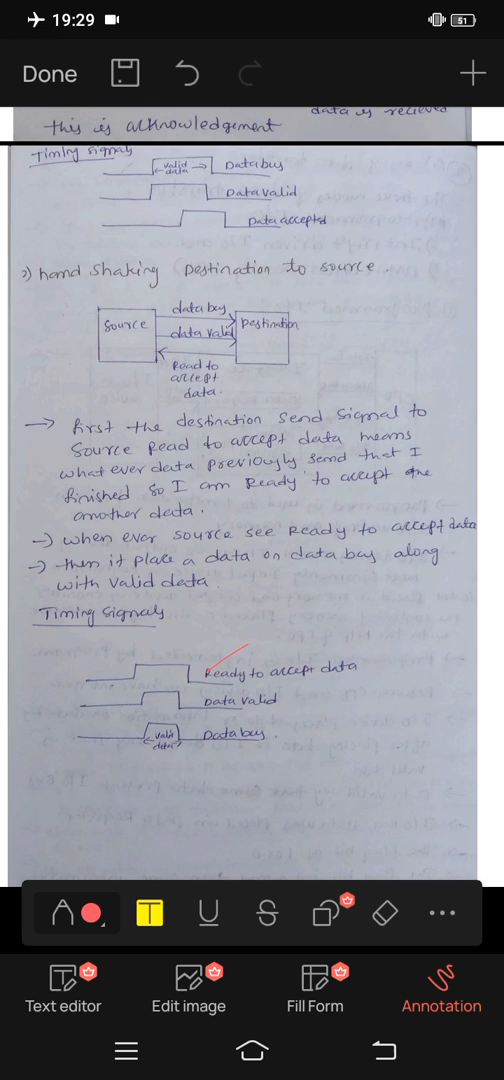 19:29
51
Done
data is recieved
this is acknowledgement
Timing signals
valid data
Data bus
Data valid
Data accepted
2) hand shaking Destination to source.
data bus
Source
data valid
Destination
Read to
accept
data.
→ first the destination send signal to
Source Read to accept data means
what ever data previously send that I
finished so I am Ready to accept the
another data.
→ when ever source see Ready to accept data
→ then it place a data on data bus along
with valid data.
Timing signals
Ready to accept data
Data valid
valid data
Data bus.
T
U
S
Text editor
Edit image
Fill Form
Annotation